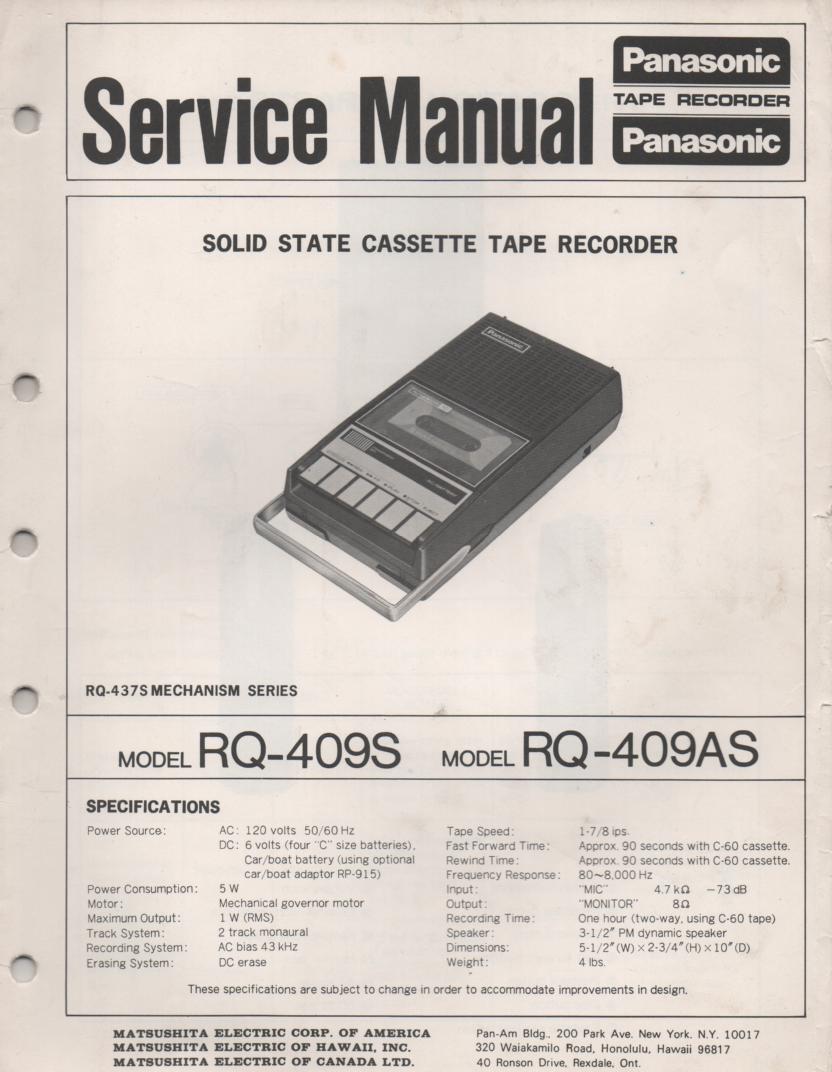 Service Manual
Panasonic
TAPE RECORDER
Panasonic
SOLID STATE CASSETTE TAPE RECORDER
Panasonic
RQ-437S MECHANISM SERIES
MODEL RQ-409S MODEL RQ-409AS
SPECIFICATIONS
Power Source: AC: 120 volts 50/60 Hz
DC: 6 volts (four "C" size batteries),
Car/boat battery (using optional
car/boat adaptor RP-915)
Power Consumption: 5 W
Motor: Mechanical governor motor
Maximum Output: 1 W (RMS)
Track System: 2 track monaural
Recording System: AC bias 43 kHz
Erasing System: DC erase
Tape Speed: 1-7/8 ips.
Fast Forward Time: Approx. 90 seconds with C-60 cassette.
Rewind Time: Approx. 90 seconds with C-60 cassette.
Frequency Response: 80~8,000 Hz
Input: "MIC" 4.7 kΩ -73 dB
Output: "MONITOR" 8Ω
Recording Time: One hour (two-way, using C-60 tape)
Speaker: 3-1/2" PM dynamic speaker
Dimensions: 5-1/2"(W) × 2-3/4"(H) × 10"(D)
Weight: 4 lbs.
These specifications are subject to change in order to accommodate improvements in design.
MATSUSHITA ELECTRIC CORP. OF AMERICA Pan-Am Bldg., 200 Park Ave. New York. N.Y. 10017
MATSUSHITA ELECTRIC OF HAWAII, INC. 320 Waiakamilo Road, Honolulu, Hawaii 96817
MATSUSHITA ELECTRIC OF CANADA LTD. 40 Ronson Drive, Rexdale, Ont.